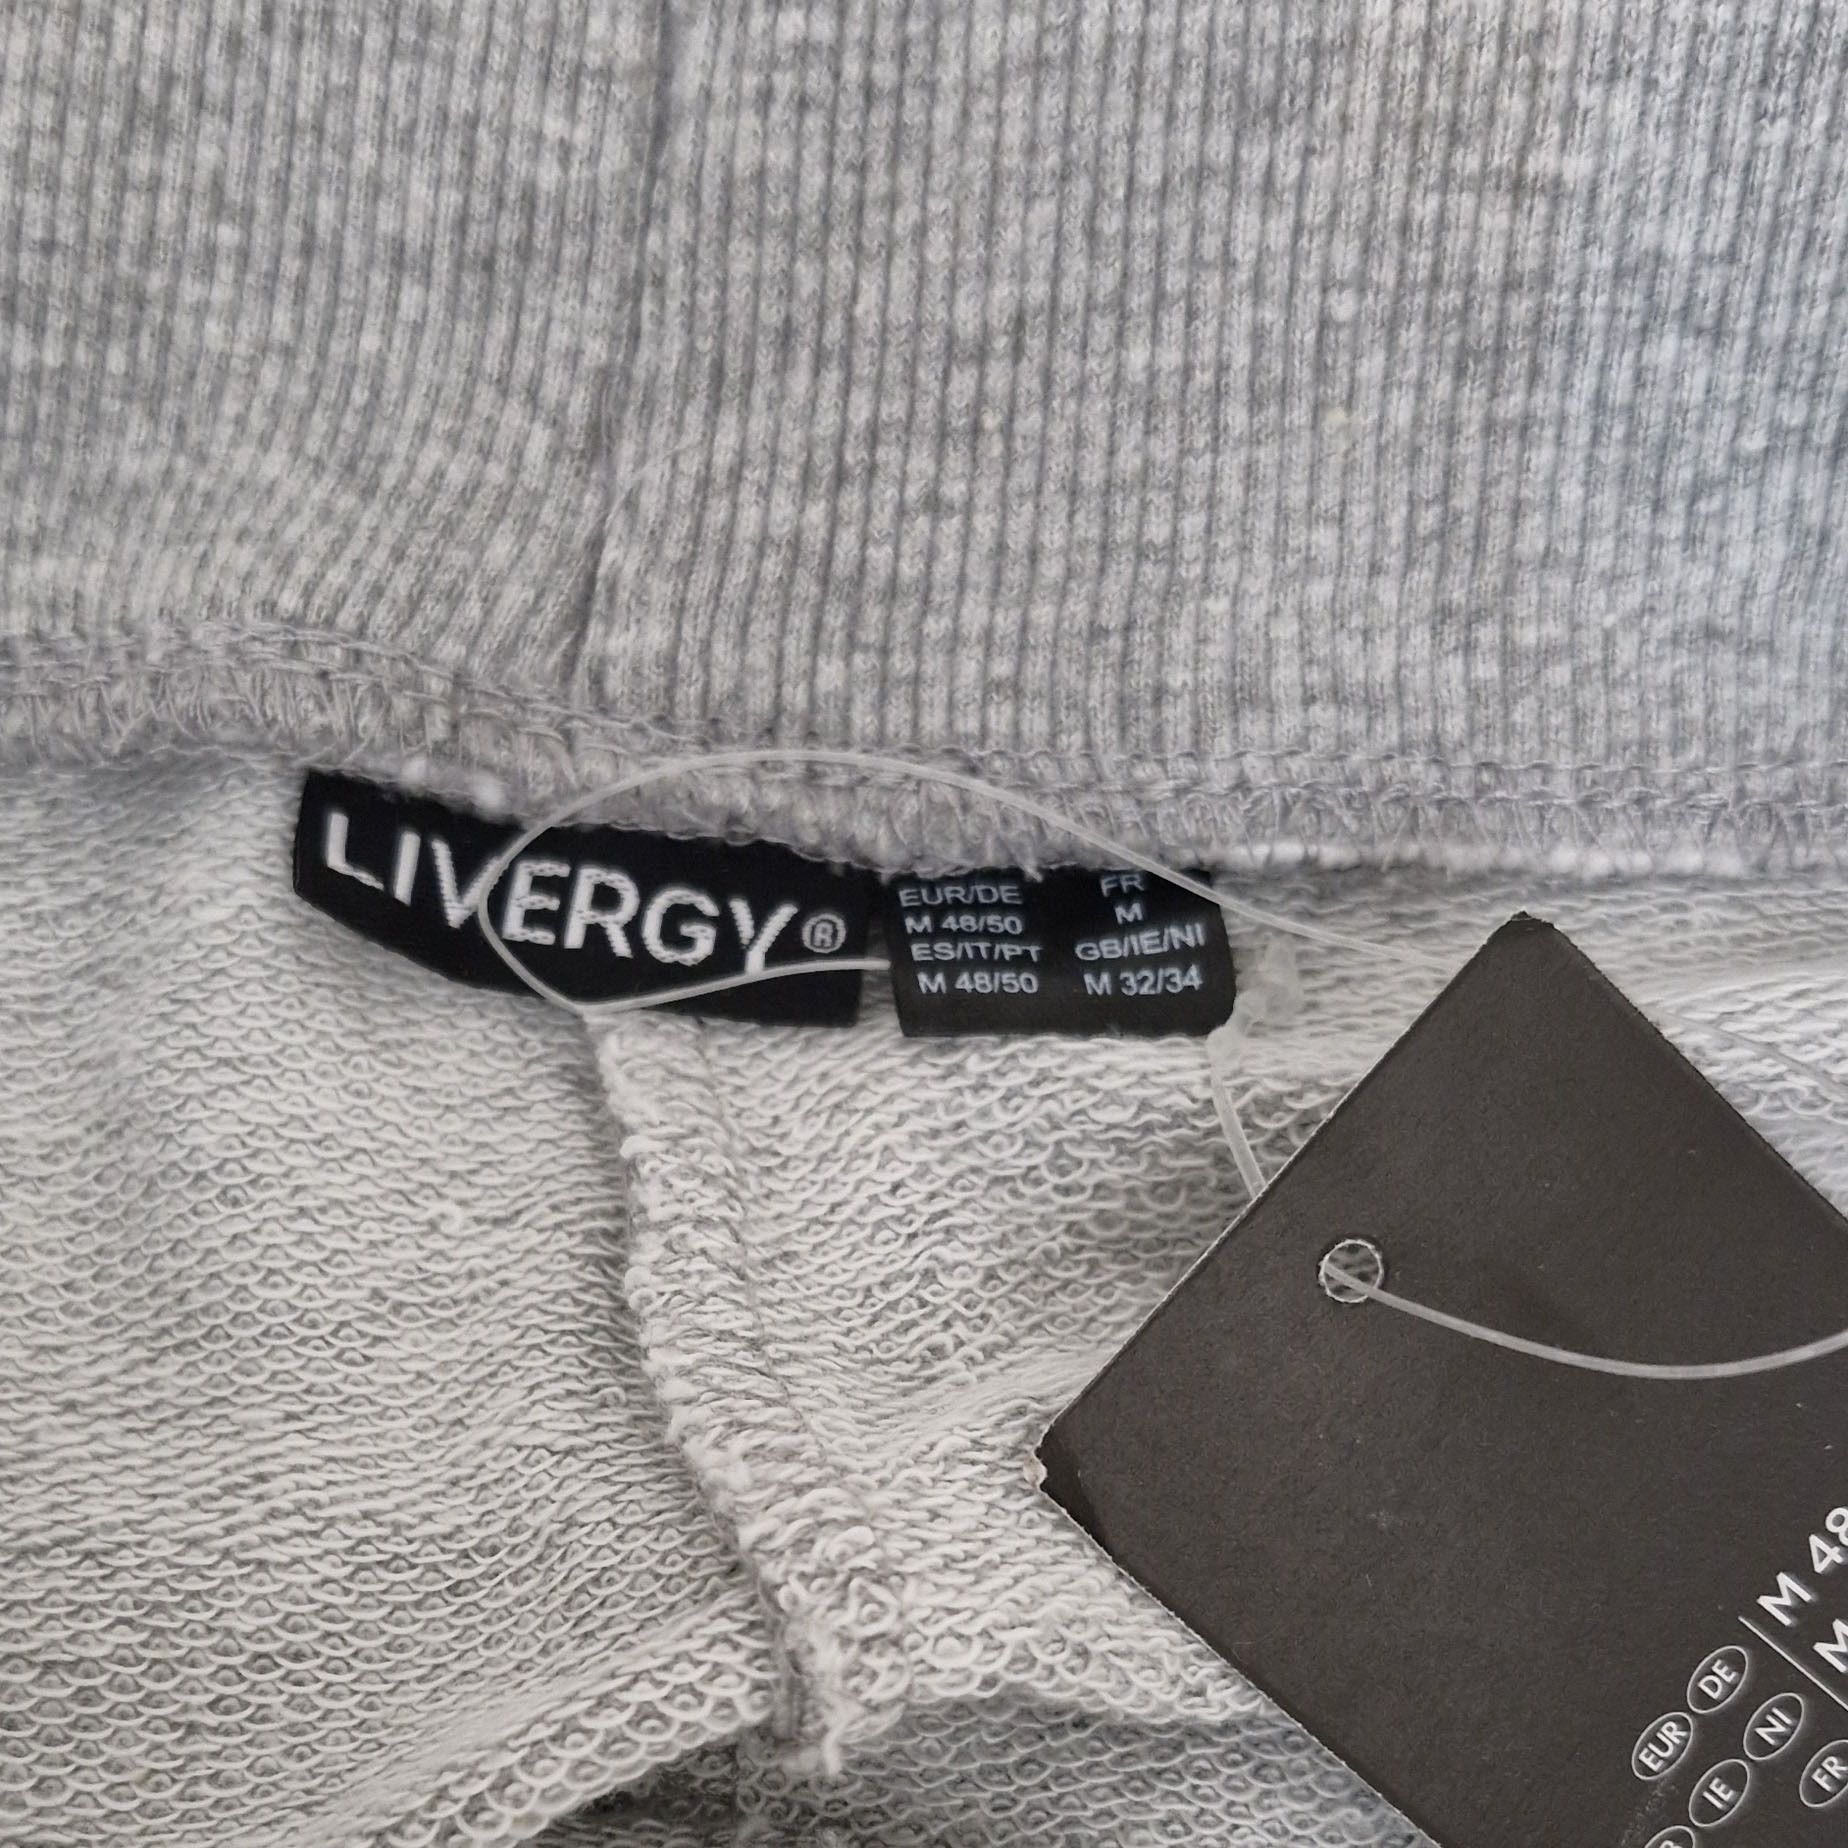 LIVERGY®
EUR/DE
M 48/50
ES/IT/PT
M 48/50
FR
M
GB/IE/NI
M 32/34
EUR DE M 48
IE NI M
FR